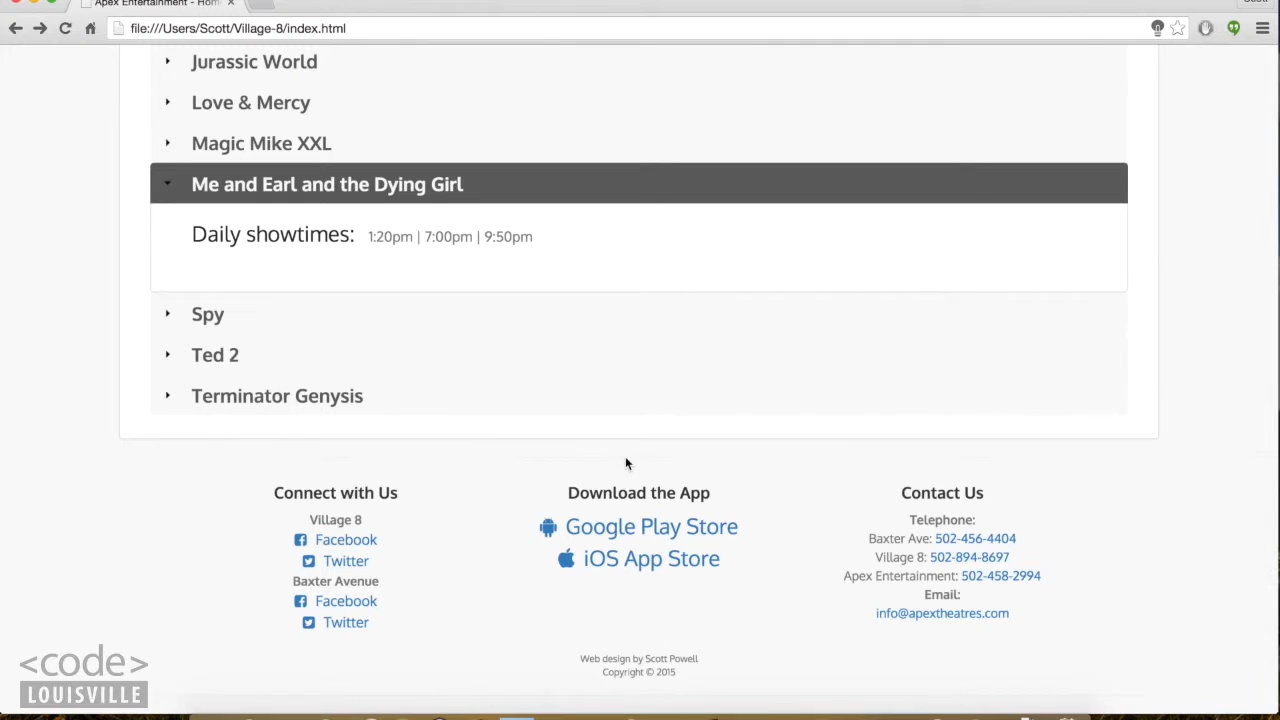 Apex Entertainment - Hom
Scott
file:///Users/Scott/Village-8/index.html
Jurassic World
Love & Mercy
Magic Mike XXL
Me and Earl and the Dying Girl
Daily showtimes: 1:20pm | 7:00pm | 9:50pm
Spy
Ted 2
Terminator Genysis
Connect with Us
Village 8
Facebook
Twitter
Baxter Avenue
Facebook
Twitter
Download the App
Google Play Store
iOS App Store
Contact Us
Telephone:
Baxter Ave: 502-456-4404
Village 8: 502-894-8697
Apex Entertainment: 502-458-2994
Email:
info@apextheatres.com
Web design by Scott Powell
Copyright © 2015
<code>
LOUISVILLE